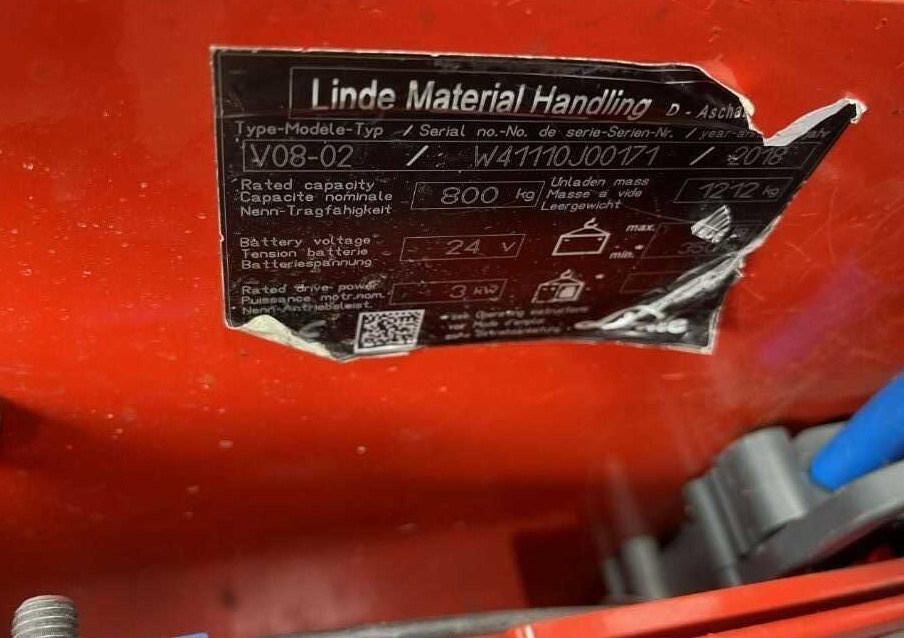 Linde Material Handling D - Ascha
Type-Modele-Typ / Serial no.-No. de serie-Serien-Nr. / year-an
V08-02 / W41110J00171 / 2018
Rated capacity
Capacite nominale
Nenn-Tragfähigkeit
800 kg
Unladen mass
Masse a vide
Leergewicht
1212 kg
Battery voltage
Tension batterie
Batteriespannung
24 V
max.
min.
Rated drive power
Puissance motr.nom.
Nenn-Antriebsleist.
3 kW
Operating instructions